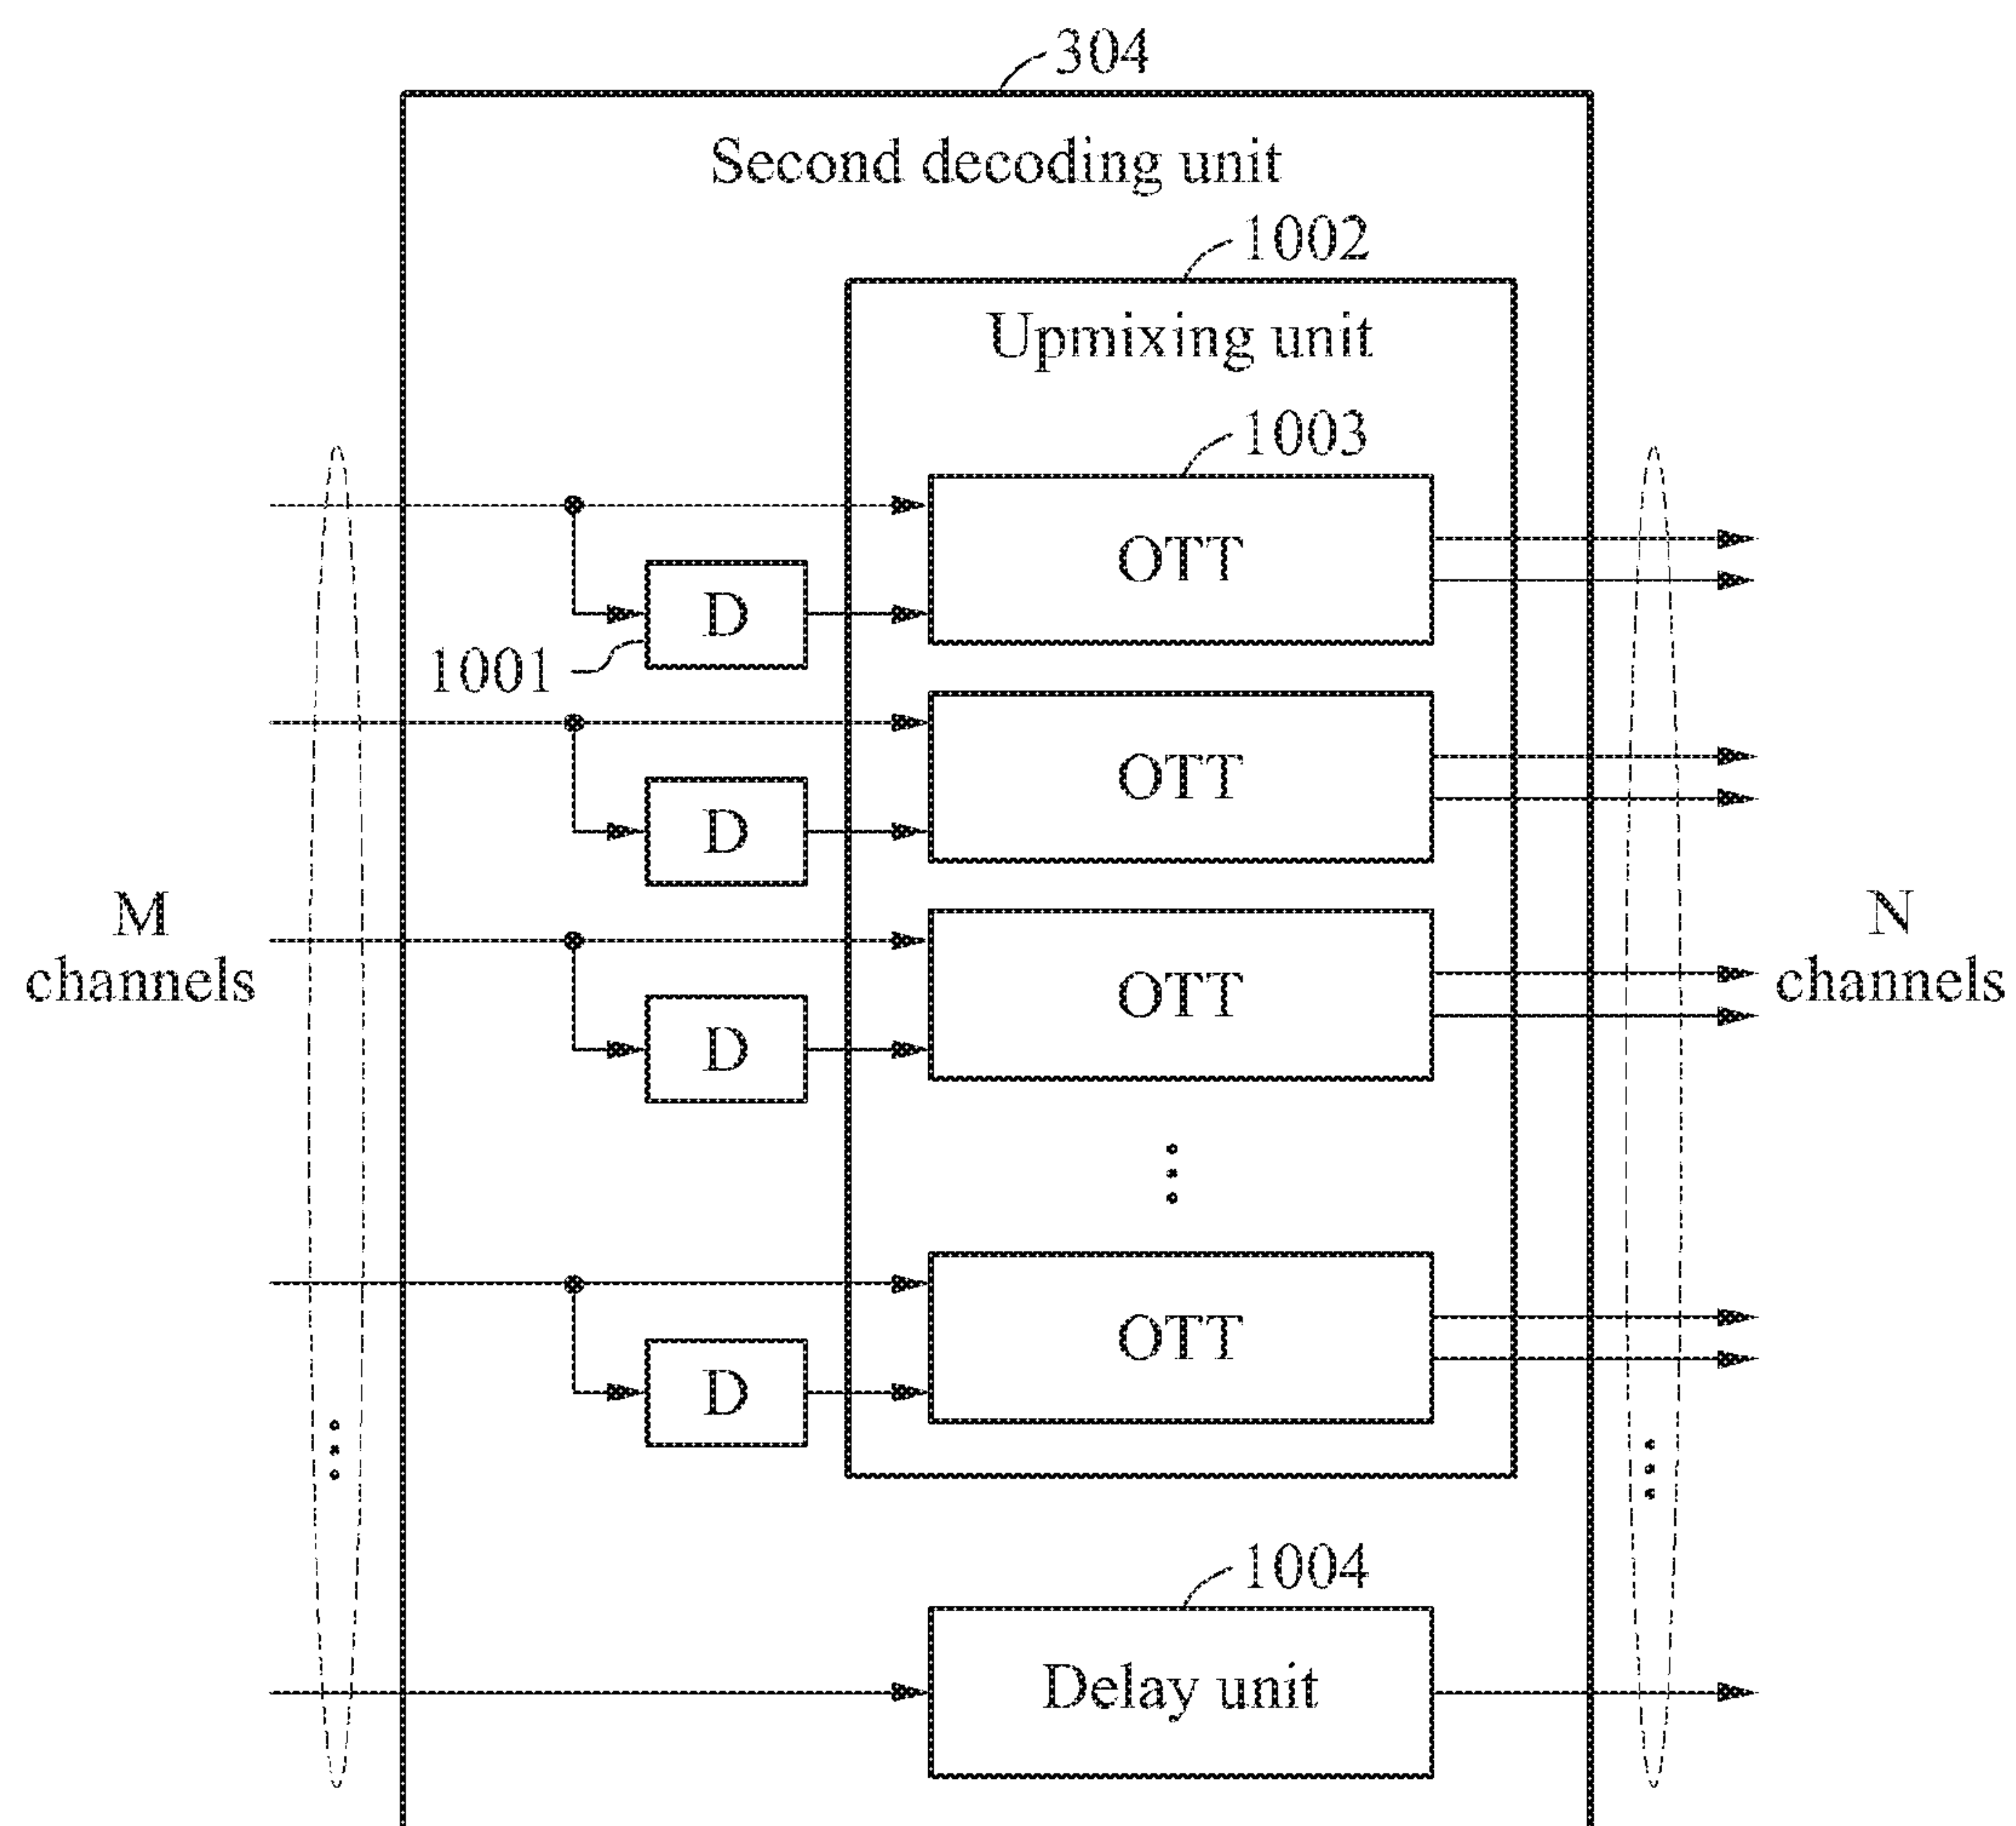 304
Second decoding unit
1002
Upmixing unit
1003
OTT
D
1001
OTT
D
M
channels
N
channels
OTT
D
OTT
D
1004
Delay unit